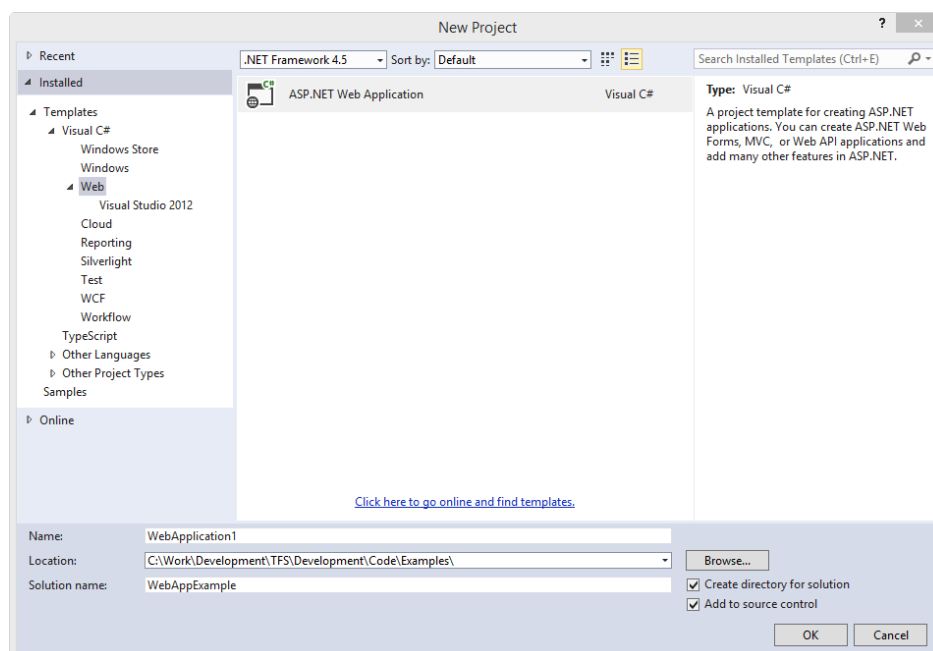 New Project
?
Recent
.NET Framework 4.5
Sort by:
Default
Search Installed Templates (Ctrl+E)
Installed
Templates
Visual C#
Windows Store
Windows
Web
Visual Studio 2012
Cloud
Reporting
Silverlight
Test
WCF
Workflow
TypeScript
Other Languages
Other Project Types
Samples
Online
C#
ASP.NET Web Application
Visual C#
Click here to go online and find templates.
Type: Visual C#
A project template for creating ASP.NET
applications. You can create ASP.NET Web
Forms, MVC, or Web API applications and
add many other features in ASP.NET.
Name:
WebApplication1
Location:
C:\Work\Development\TFS\Development\Code\Examples\
Browse...
Solution name:
WebAppExample
Create directory for solution
Add to source control
OK
Cancel